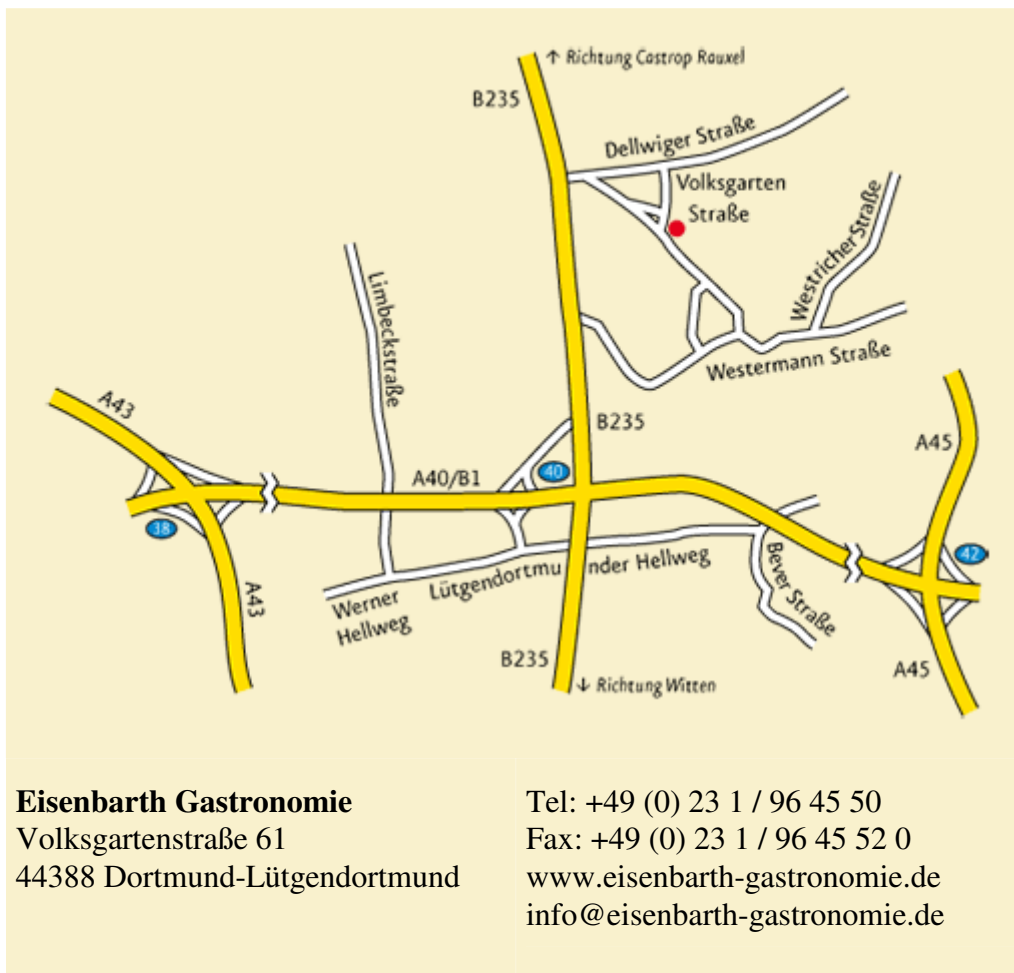 ↑ Richtung Castrop Rauxel
B235
Dellwiger Straße
Volksgarten
Straße
Westricher Straße
Limbeckstraße
Westermann Straße
A43
B235
A45
A40/B1
40
38
42
Lütgendortmunder Hellweg
Bever Straße
Werner
Hellweg
A43
B235
A45
↓ Richtung Witten
Eisenbarth Gastronomie
Volksgartenstraße 61
44388 Dortmund-Lütgendortmund
Tel: +49 (0) 23 1 / 96 45 50
Fax: +49 (0) 23 1 / 96 45 52 0
www.eisenbarth-gastronomie.de
info@eisenbarth-gastronomie.de